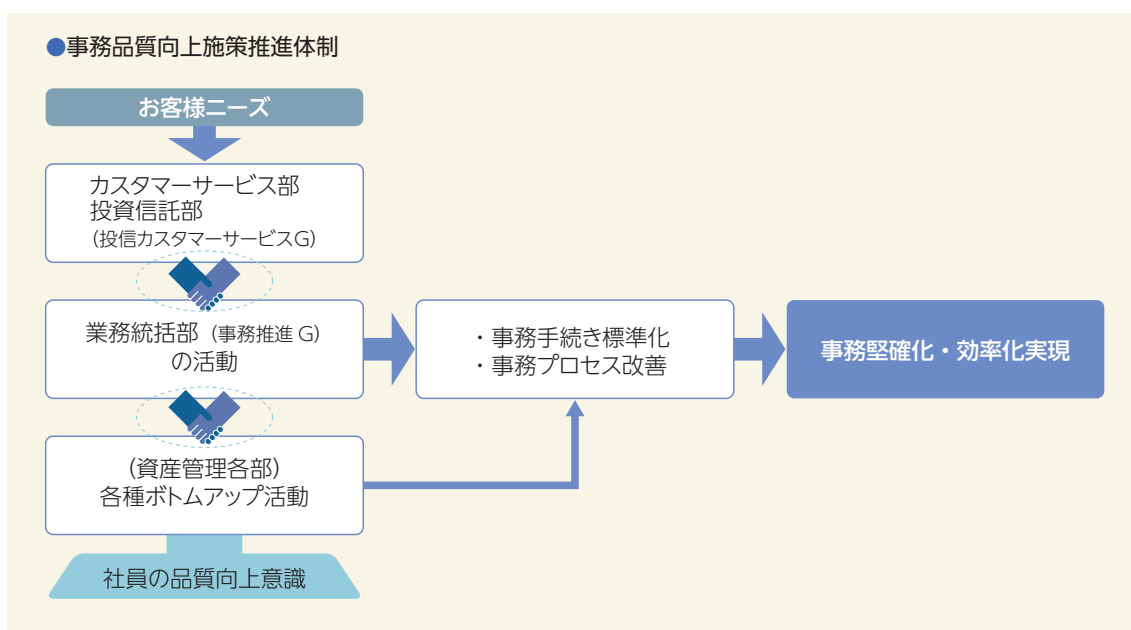 ●事務品質向上施策推進体制
お客様ニーズ
カスタマーサービス部
投資信託部
（投信カスタマーサービスG）
業務統括部（事務推進 G）
の活動
・事務手続き標準化
・事務プロセス改善
事務堅確化・効率化実現
（資産管理各部）
各種ボトムアップ活動
社員の品質向上意識